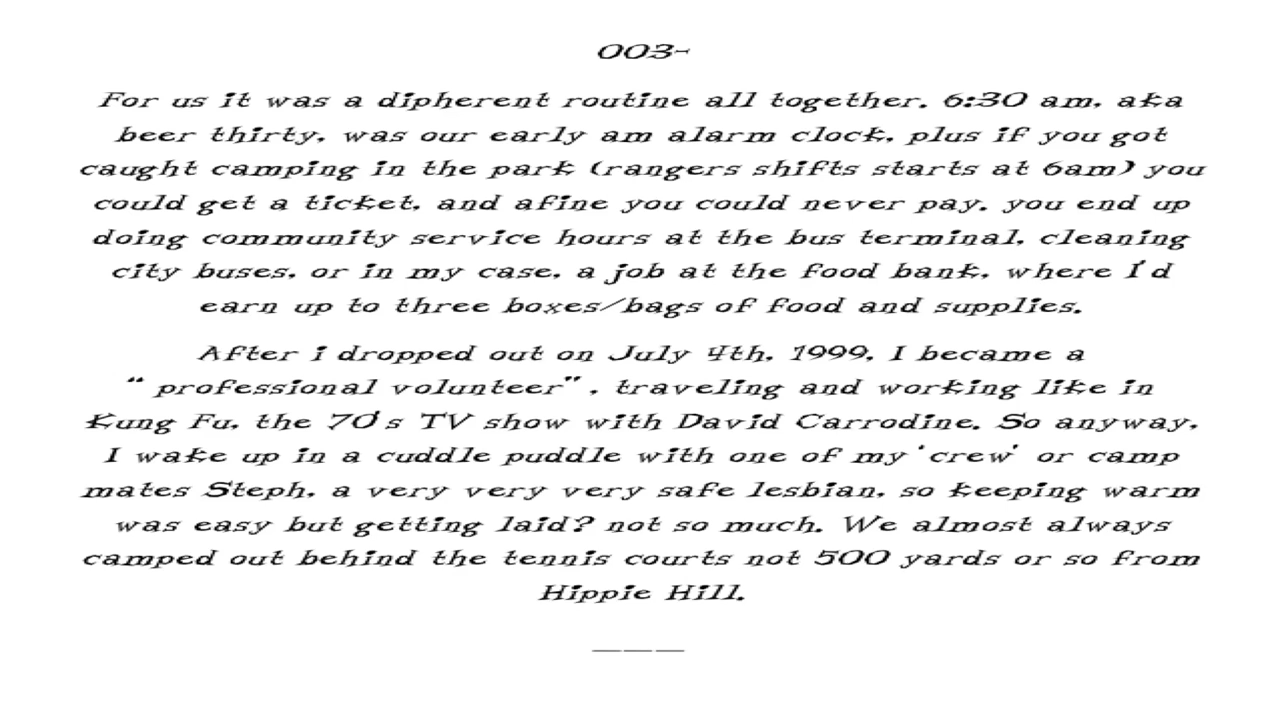 003-
For us it was a dipherent routine all together. 6:30 am, aka
beer thirty, was our early am alarm clock, plus if you got
caught camping in the park (rangers shifts starts at 6am) you
could get a ticket, and afine you could never pay. you end up
doing community service hours at the bus terminal, cleaning
city buses, or in my case, a job at the food bank, where I'd
earn up to three boxes/bags of food and supplies.
After i dropped out on July 4th, 1999, I became a
“ professional volunteer” , traveling and working like in
Kung Fu, the 70's TV show with David Carrodine. So anyway,
I wake up in a cuddle puddle with one of my 'crew' or camp
mates Steph, a very very very safe lesbian, so keeping warm
was easy but getting laid? not so much. We almost always
camped out behind the tennis courts not 500 yards or so from
Hippie Hill.
———